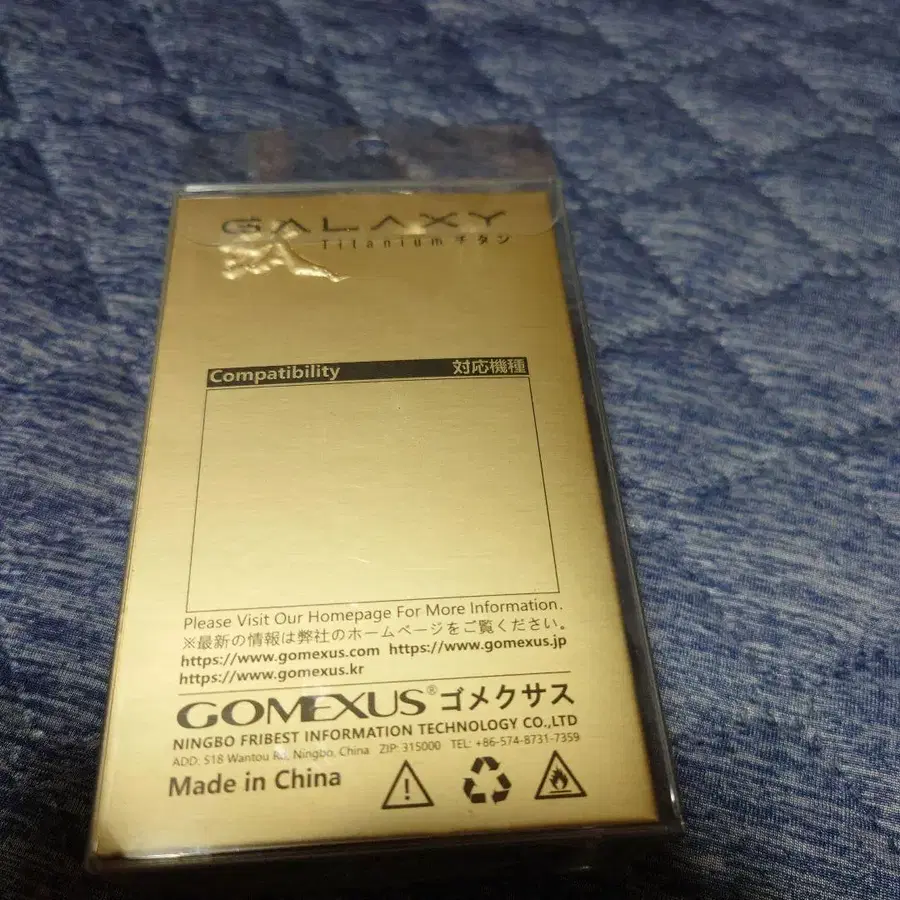 GALAXY
Titanium チタン
Compatibility 対応機種
Please Visit Our Homepage For More Information.
※最新の情報は弊社のホームページをご覧ください。
https://www.gomexus.com https://www.gomexus.jp
https://www.gomexus.kr
GOMEXUS® ゴメクサス
NINGBO FRIBEST INFORMATION TECHNOLOGY CO.,LTD
ADD: 518 Wantou Rd, Ningbo, China ZIP: 315000 TEL: +86-574-8731-7359
Made in China